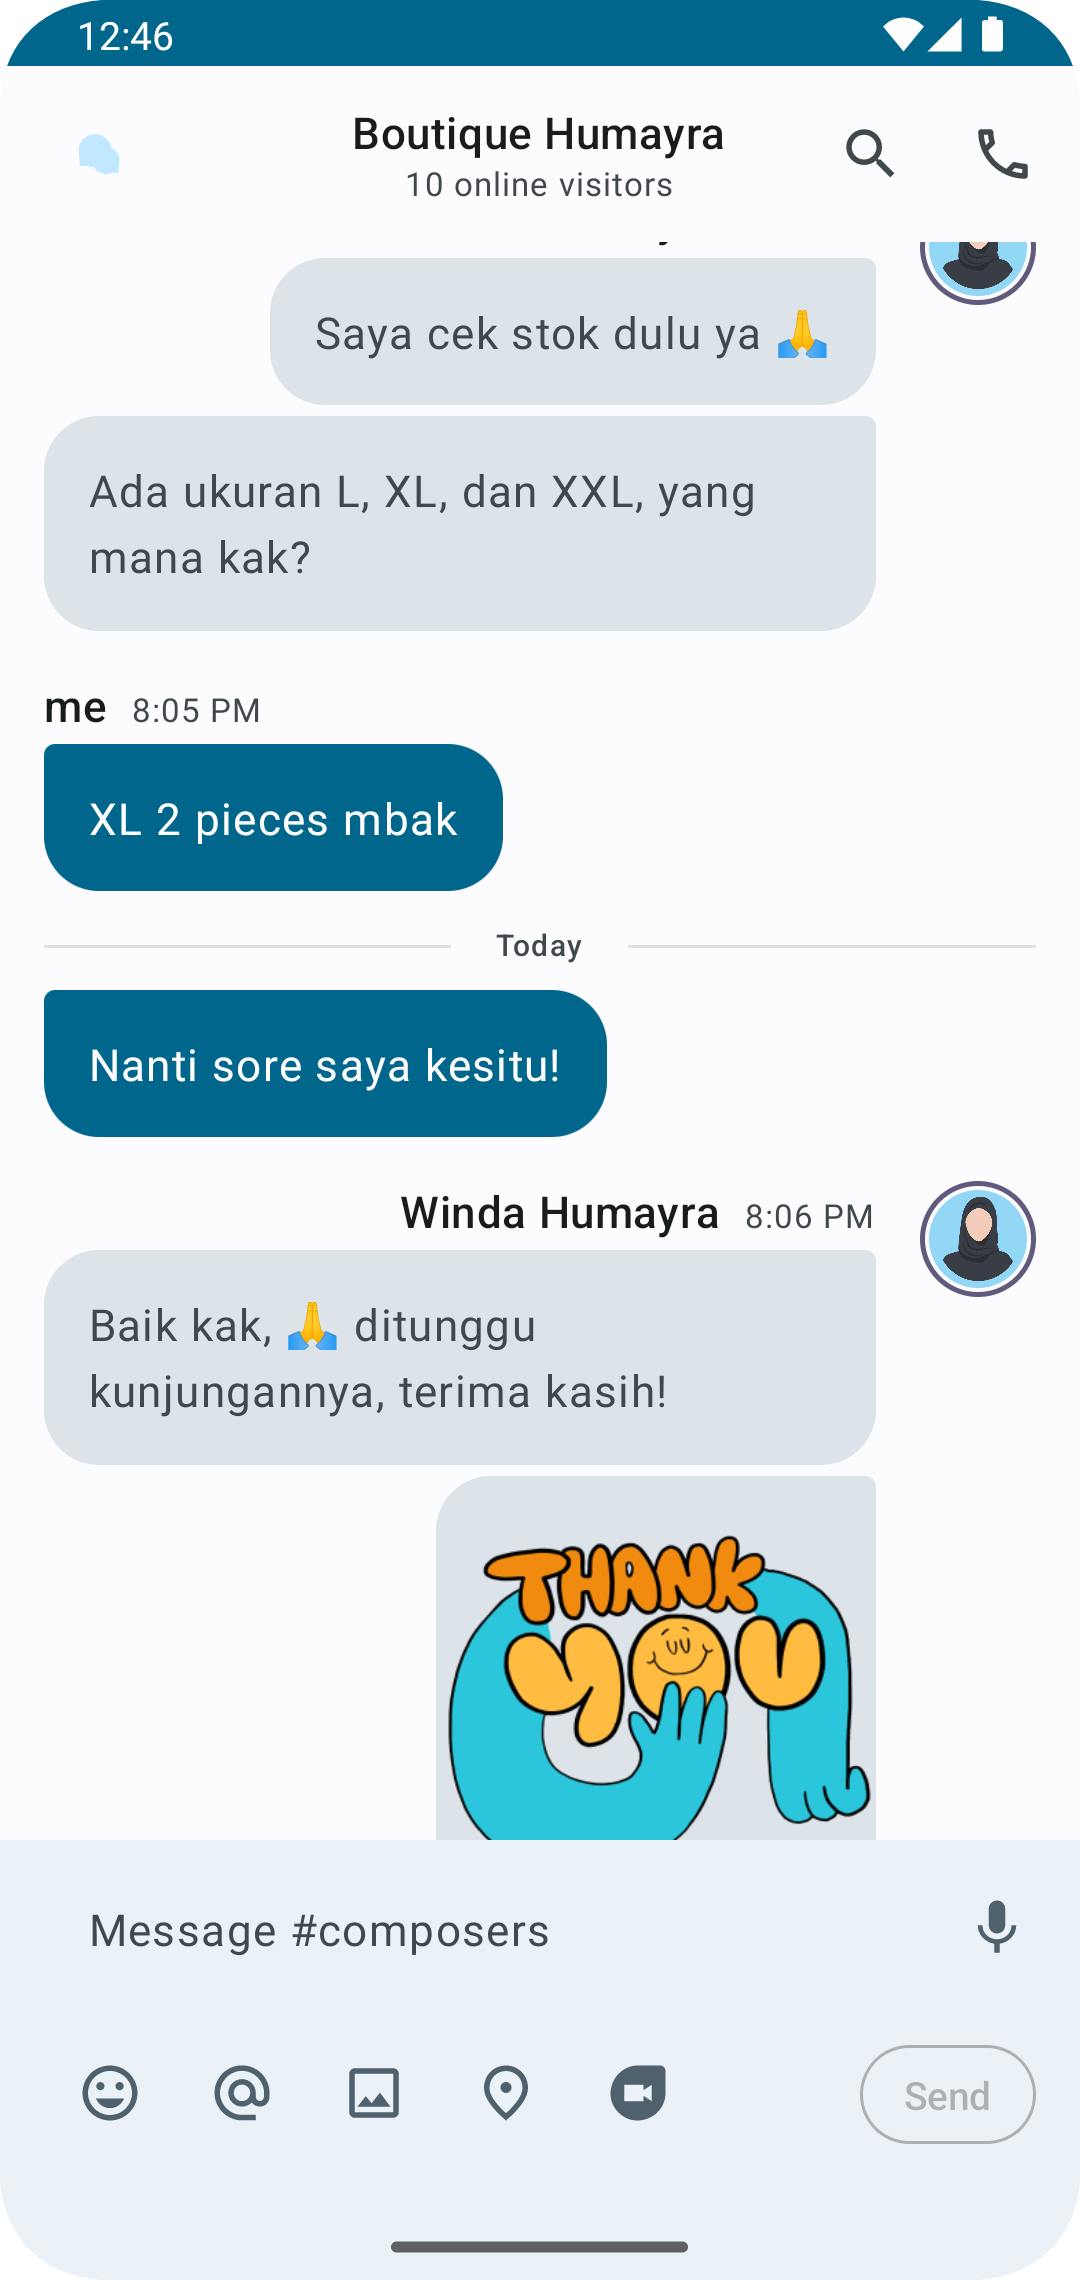 12:46
Boutique Humayra
10 online visitors
Saya cek stok dulu ya 🙏
Ada ukuran L, XL, dan XXL, yang
mana kak?
me 8:05 PM
XL 2 pieces mbak
Today
Nanti sore saya kesitu!
Winda Humayra 8:06 PM
Baik kak, 🙏 ditunggu
kunjungannya, terima kasih!
THANK
YOU
Message #composers
Send